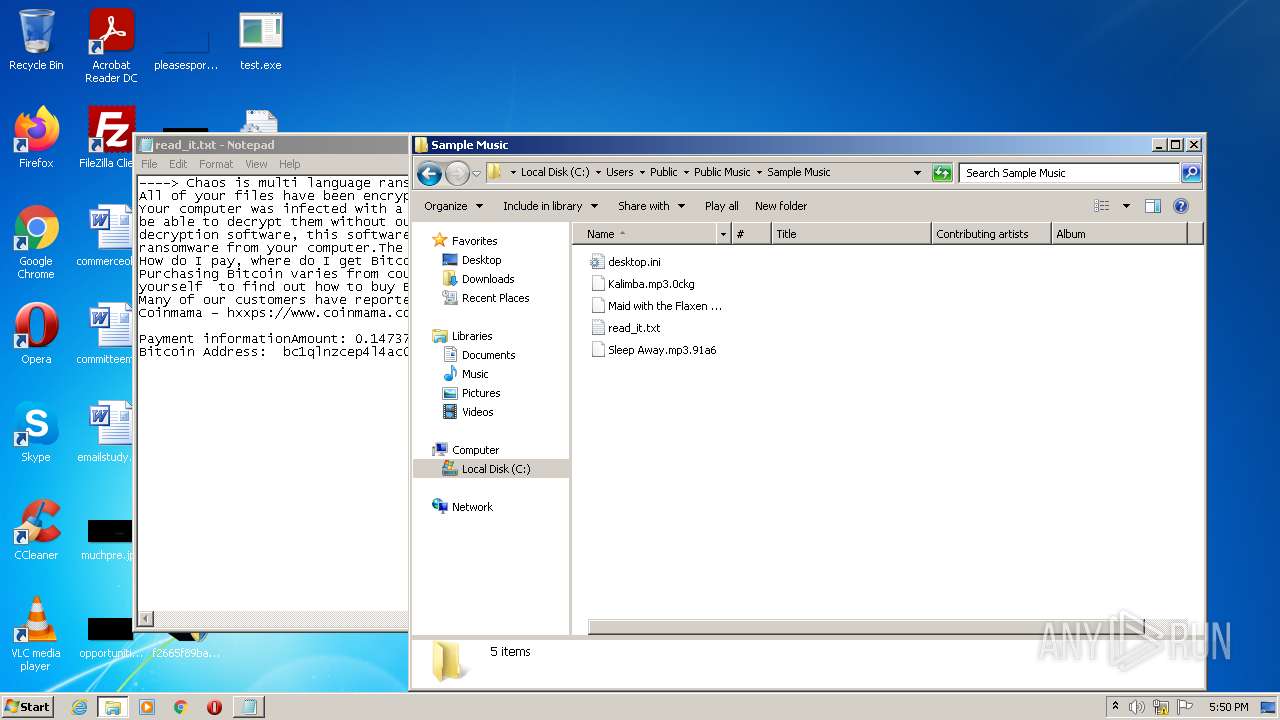 Recycle Bin
Acrobat
Reader DC
pleasespor...
test.exe
Firefox
FileZilla Clie
Google
Chrome
commerceo
Opera
committeem
Skype
emailstudy.
CCleaner
muchpre.jp
VLC media
player
opportuniti...
f2665f89ba...
read_it.txt - Notepad
File Edit Format View Help
----> Chaos is multi language rans
All of your files have been encryp
Your computer was infected with a
be able to decrypt them without ou
decryption software, this software
ransomware from your computer.The
How do I pay, where do I get Bitco
Purchasing Bitcoin varies from cou
yourself  to find out how to buy B
Many of our customers have reporte
Coinmama - hxxps://www.coinmama.co
Payment informationAmount: 0.14737
Bitcoin Address:  bc1qlnzcep4l4ac0
Sample Music
Local Disk (C:) Users Public Public Music Sample Music
Search Sample Music
Organize Include in library Share with Play all New folder
Favorites
Desktop
Downloads
Recent Places
Libraries
Documents
Music
Pictures
Videos
Computer
Local Disk (C:)
Network
Name # Title Contributing artists Album
desktop.ini
Kalimba.mp3.0ckg
Maid with the Flaxen ...
read_it.txt
Sleep Away.mp3.91a6
5 items
ANY RUN
Start
5:50 PM